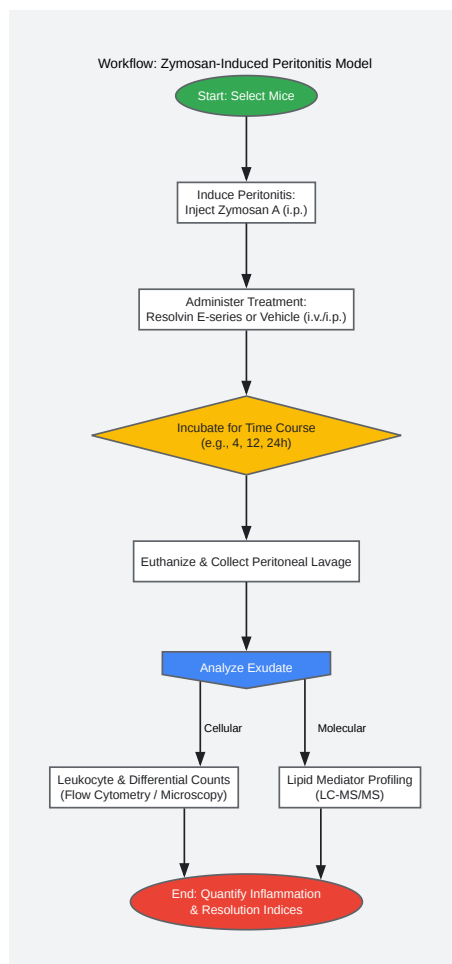 Workflow: Zymosan-Induced Peritonitis Model
Start: Select Mice
Induce Peritonitis:
Inject Zymosan A (i.p.)
Administer Treatment:
Resolvin E-series or Vehicle (i.v./i.p.)
Incubate for Time Course
(e.g., 4, 12, 24h)
Euthanize & Collect Peritoneal Lavage
Analyze Exudate
Cellular
Molecular
Leukocyte & Differential Counts
(Flow Cytometry / Microscopy)
Lipid Mediator Profiling
(LC-MS/MS)
End: Quantify Inflammation
& Resolution Indices